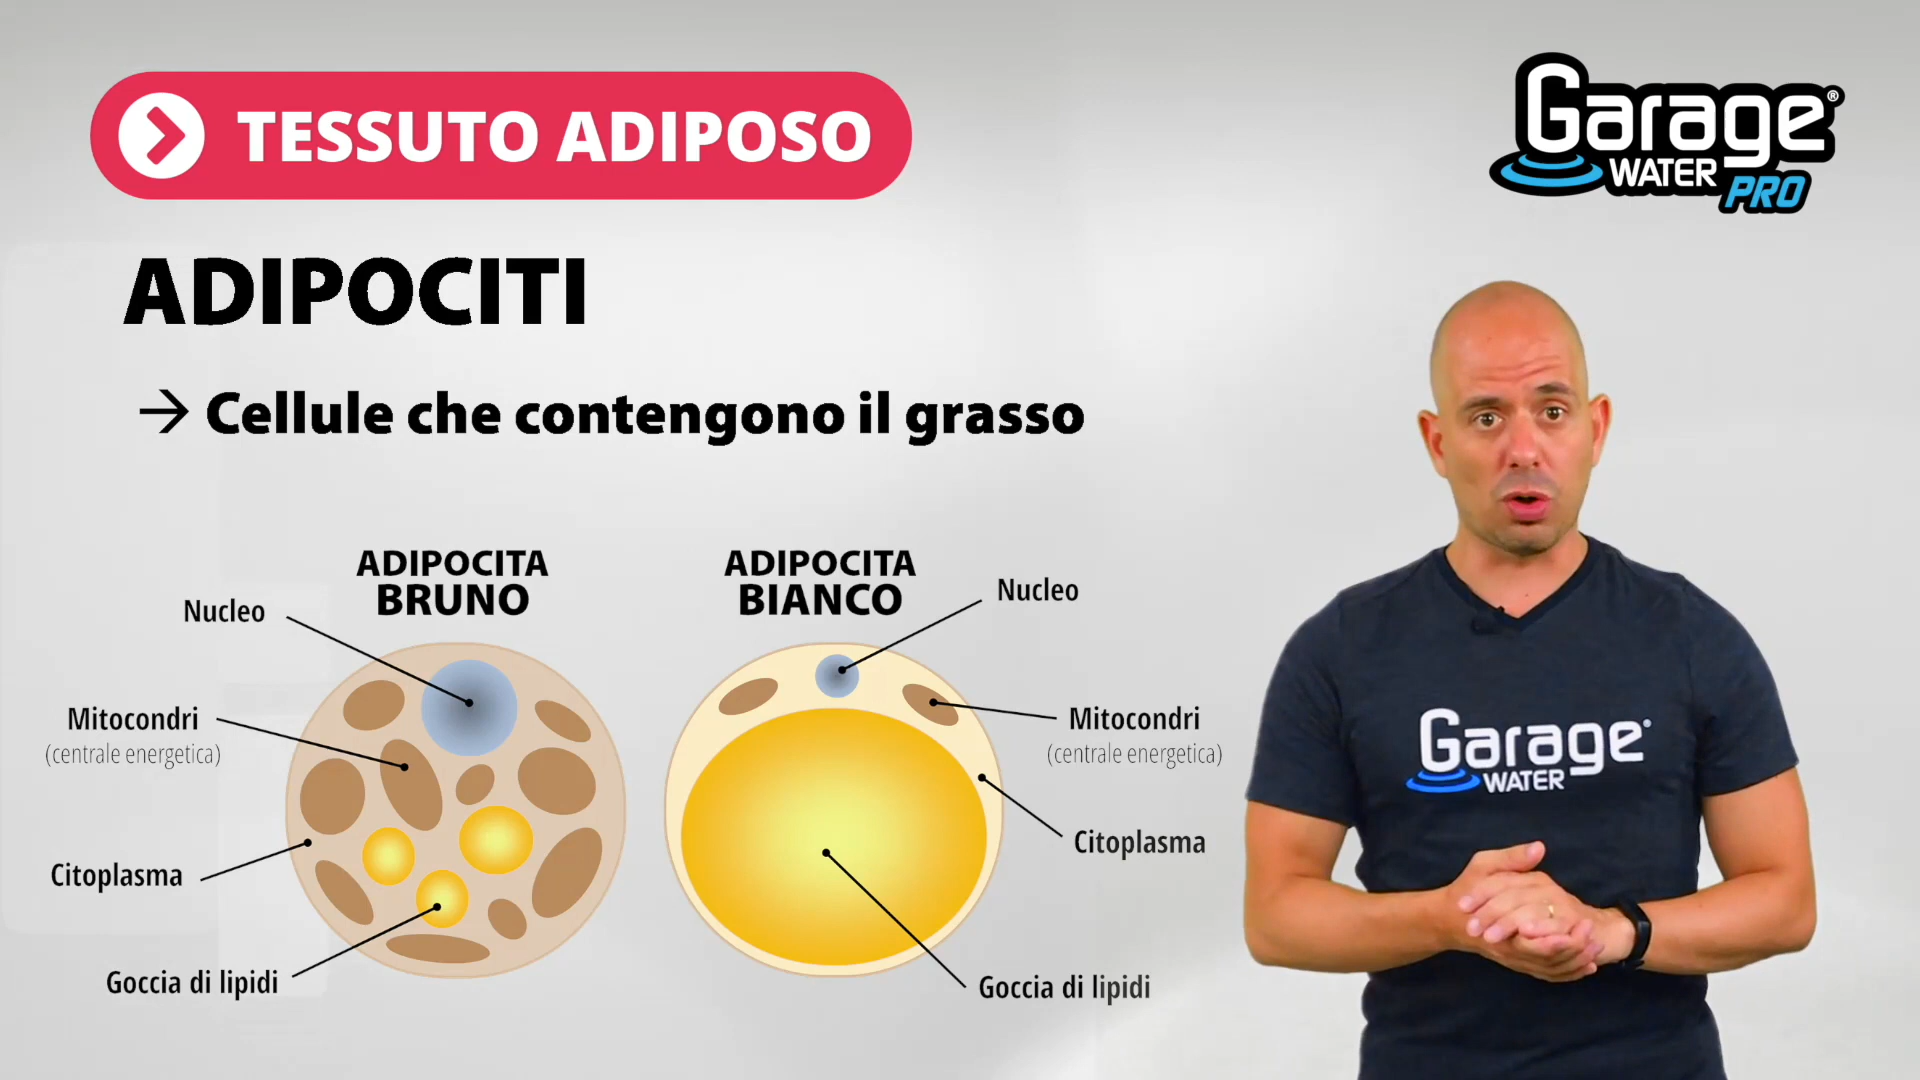 TESSUTO ADIPOSO
Garage®
WATER PRO
ADIPOCITI
→ Cellule che contengono il grasso
ADIPOCITA
BRUNO
Nucleo
Mitocondri
(centrale energetica)
Citoplasma
Goccia di lipidi
ADIPOCITA
BIANCO
Nucleo
Mitocondri
(centrale energetica)
Citoplasma
Goccia di lipidi
Garage®
WATER